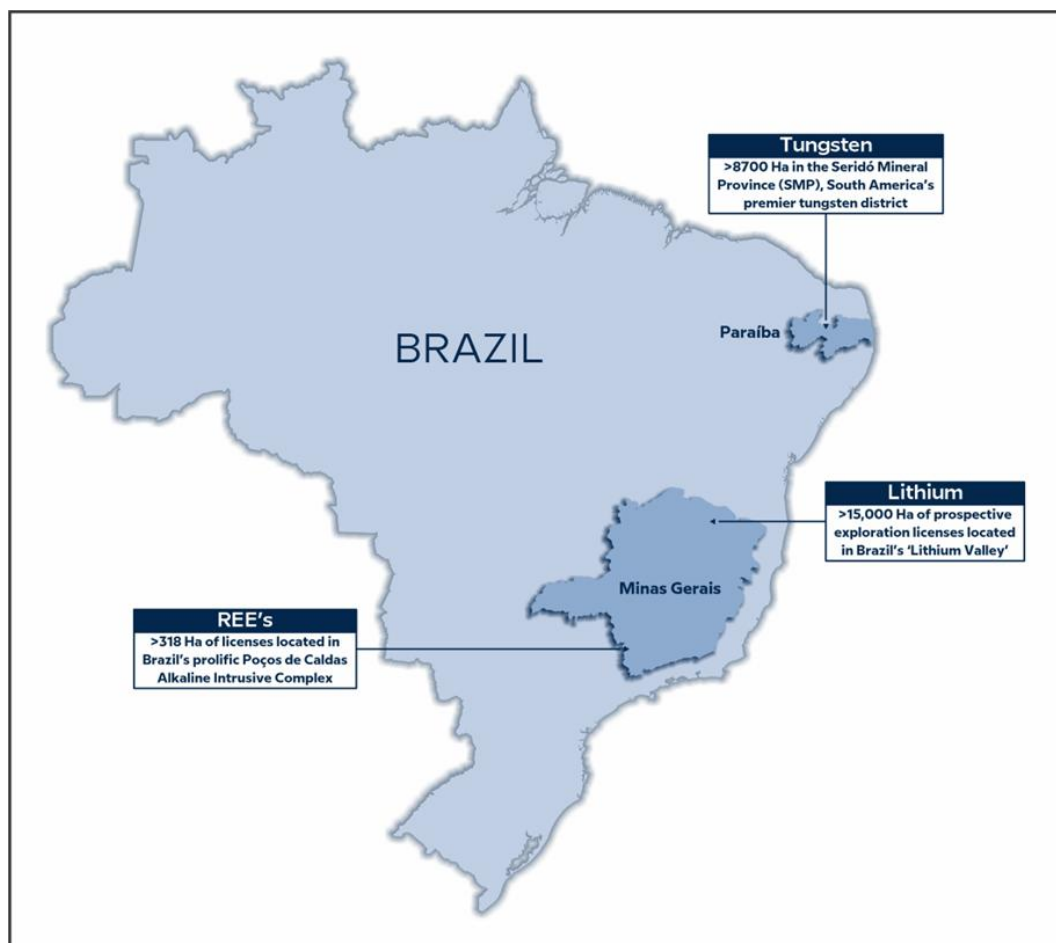 Tungsten
>8700 Ha in the Seridó Mineral
Province (SMP), South America's
premier tungsten district
Paraíba
BRAZIL
Lithium
>15,000 Ha of prospective
exploration licenses located
in Brazil's 'Lithium Valley'
Minas Gerais
REE's
>318 Ha of licenses located in
Brazil's prolific Poços de Caldas
Alkaline Intrusive Complex